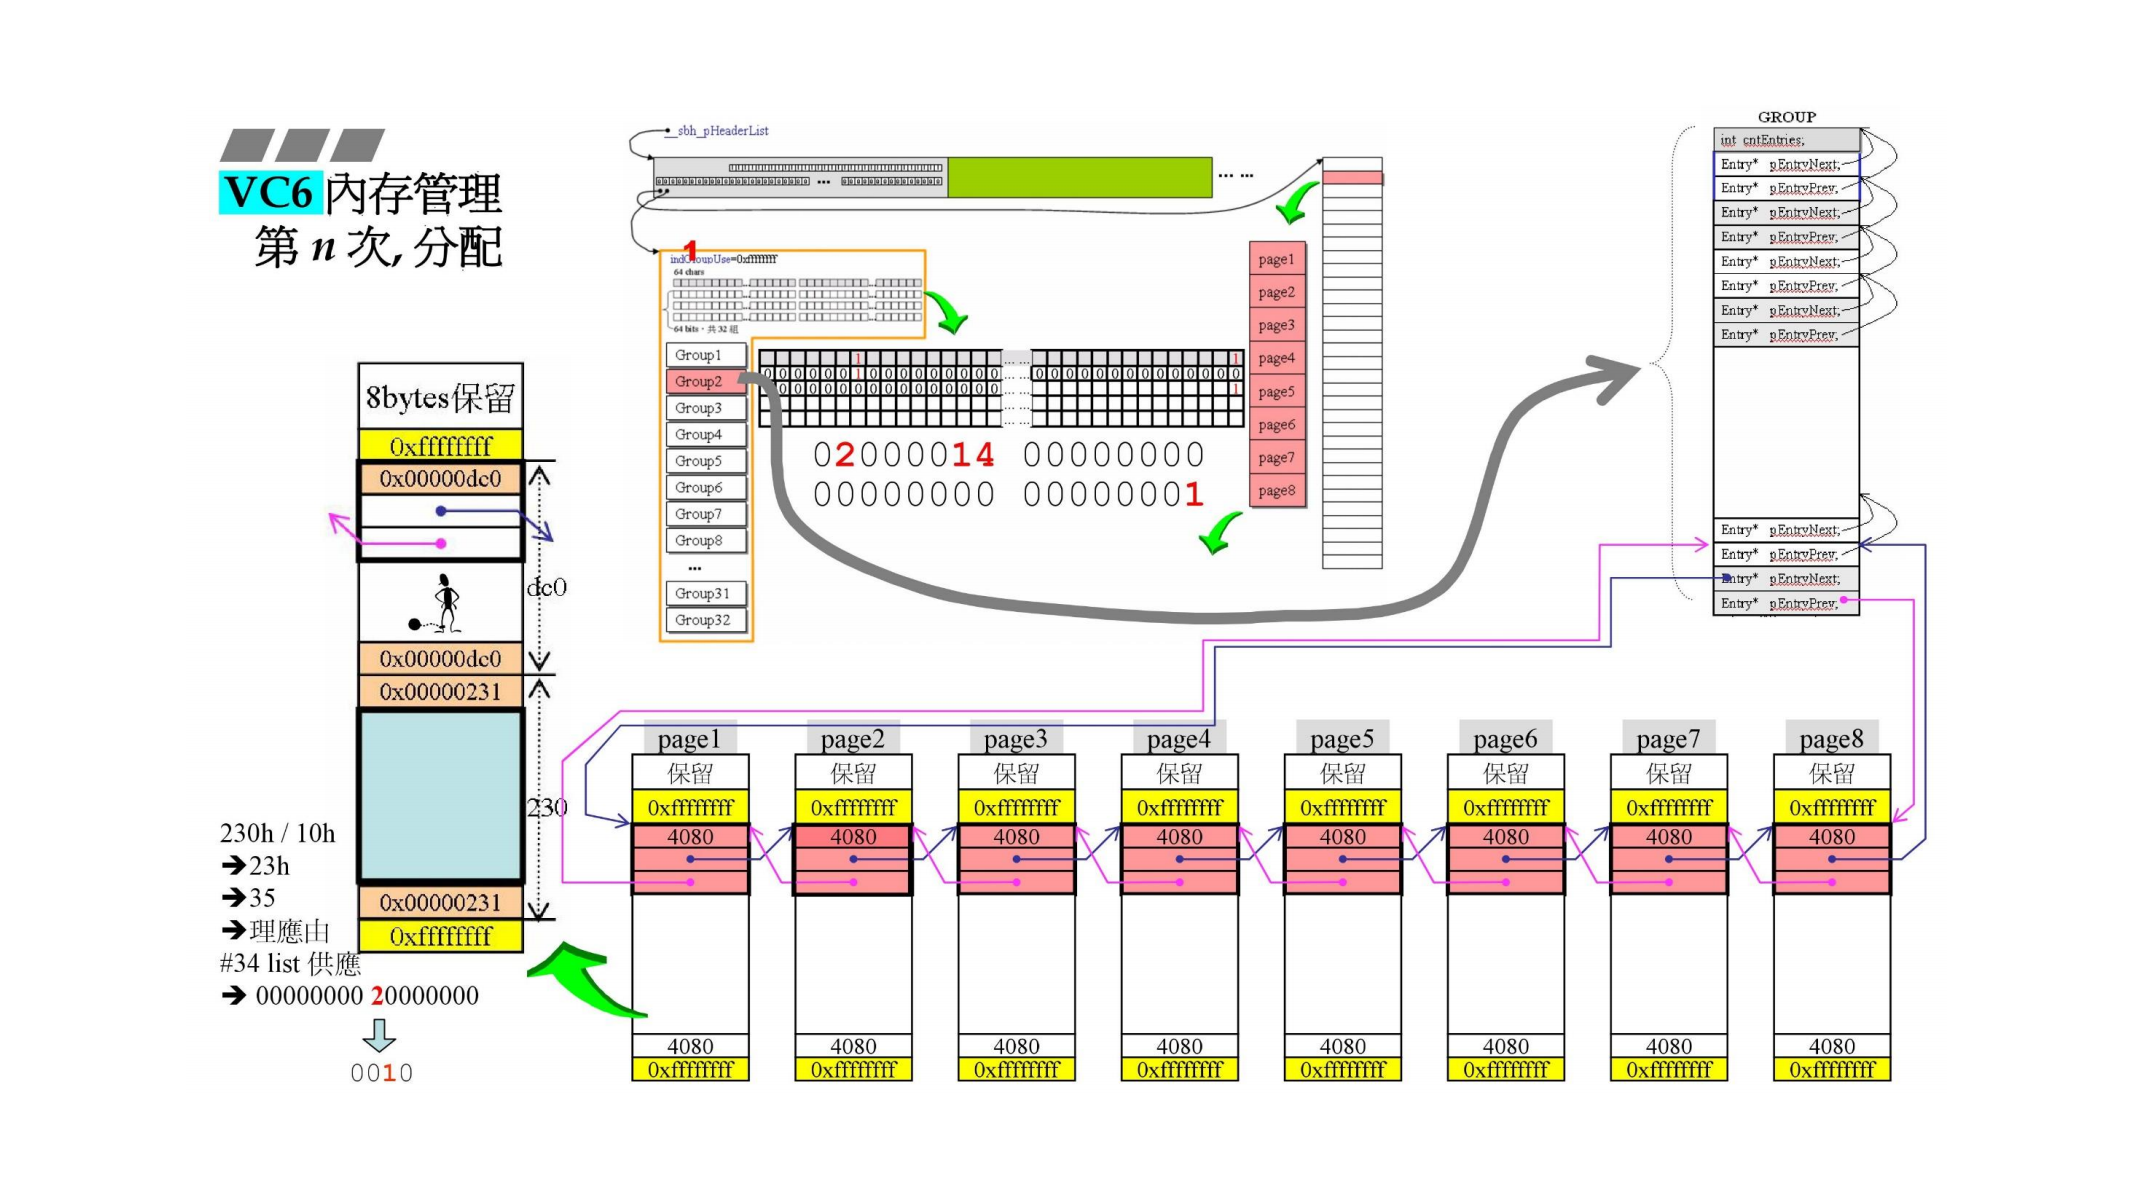 VC6 內存管理
第 n 次, 分配
__sbh_pHeaderList
... ...
1
indGroupUse=0xffffffff
64 chars
64 bits，共 32 組
Group1
Group2
Group3
Group4
Group5
Group6
Group7
Group8
...
Group31
Group32
02000014 00000000
00000000 00000001
page1
page2
page3
page4
page5
page6
page7
page8
GROUP
int cntEntries;
Entry* pEntryNext;
Entry* pEntryPrev;
Entry* pEntryNext;
Entry* pEntryPrev;
Entry* pEntryNext;
Entry* pEntryPrev;
Entry* pEntryNext;
Entry* pEntryPrev;
Entry* pEntryNext;
Entry* pEntryPrev;
Entry* pEntryNext;
Entry* pEntryPrev;
8bytes保留
0xffffffff
0x00000dc0
dc0
0x00000dc0
0x00000231
230
0x00000231
0xffffffff
230h / 10h
➔23h
➔35
➔理應由
#34 list 供應
➔ 00000000 20000000
0010
page1 page2 page3 page4 page5 page6 page7 page8
保留 保留 保留 保留 保留 保留 保留 保留
0xffffffff 0xffffffff 0xffffffff 0xffffffff 0xffffffff 0xffffffff 0xffffffff 0xffffffff
4080 4080 4080 4080 4080 4080 4080 4080
4080 4080 4080 4080 4080 4080 4080 4080
0xffffffff 0xffffffff 0xffffffff 0xffffffff 0xffffffff 0xffffffff 0xffffffff 0xffffffff